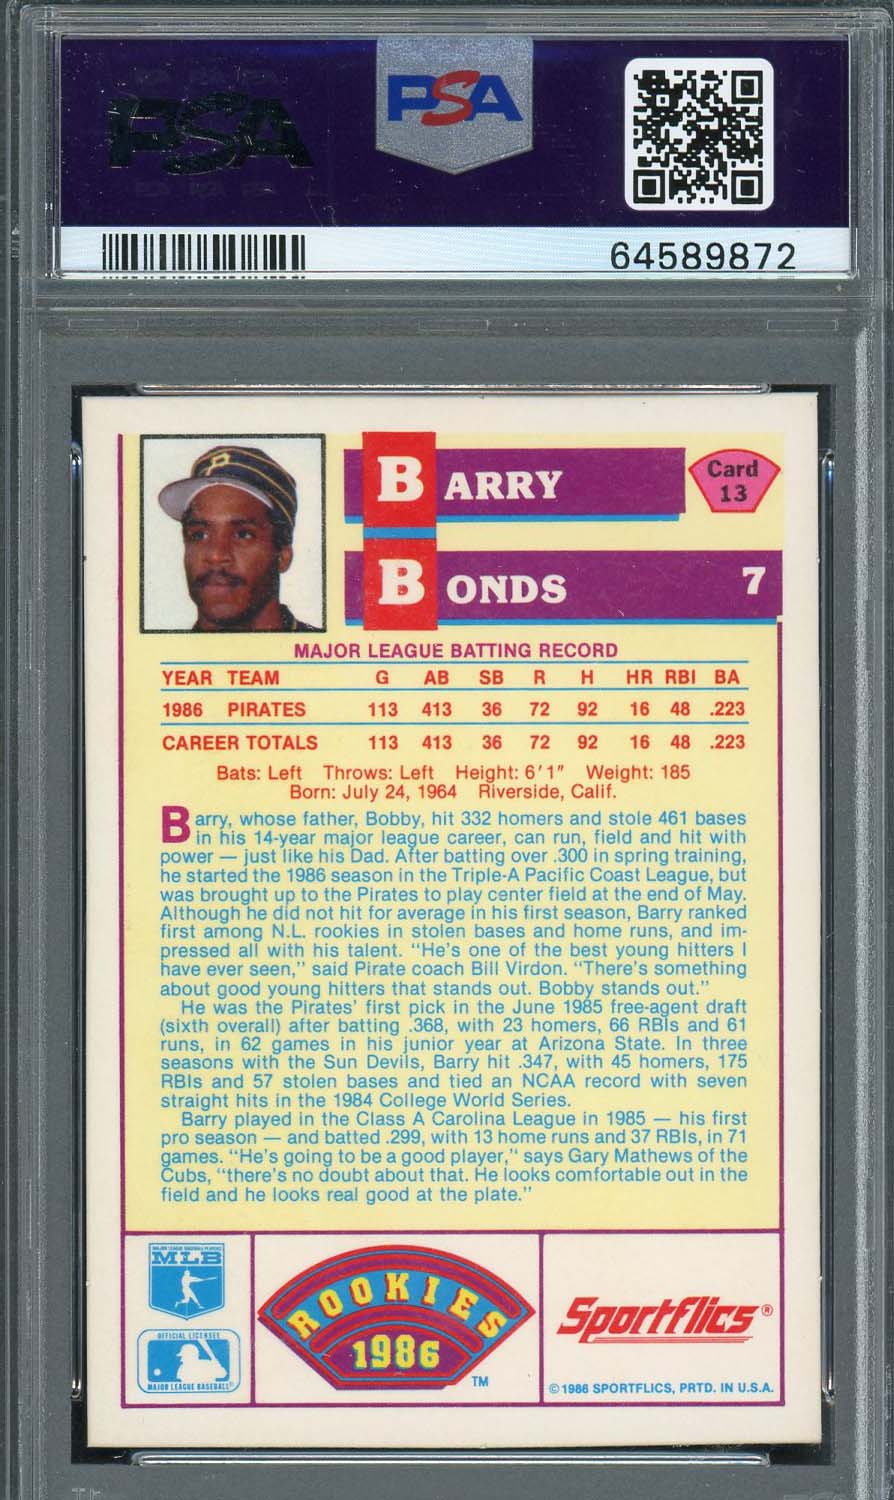 PSA
PSA
64589872
BARRY
Card
13
BONDS
7
MAJOR LEAGUE BATTING RECORD
YEAR TEAM G AB SB R H HR RBI BA
1986 PIRATES 113 413 36 72 92 16 48 .223
CAREER TOTALS 113 413 36 72 92 16 48 .223
Bats: Left Throws: Left Height: 6'1" Weight: 185
Born: July 24, 1964 Riverside, Calif.
Barry, whose father, Bobby, hit 332 homers and stole 461 bases
in his 14-year major league career, can run, field and hit with
power — just like his Dad. After batting over .300 in spring training,
he started the 1986 season in the Triple-A Pacific Coast League, but
was brought up to the Pirates to play center field at the end of May.
Although he did not hit for average in his first season, Barry ranked
first among N.L. rookies in stolen bases and home runs, and im-
pressed all with his talent. "He's one of the best young hitters I
have ever seen," said Pirate coach Bill Virdon. "There's something
about good young hitters that stands out. Bobby stands out."
He was the Pirates' first pick in the June 1985 free-agent draft
(sixth overall) after batting .368, with 23 homers, 66 RBIs and 61
runs, in 62 games in his junior year at Arizona State. In three
seasons with the Sun Devils, Barry hit .347, with 45 homers, 175
RBIs and 57 stolen bases and tied an NCAA record with seven
straight hits in the 1984 College World Series.
Barry played in the Class A Carolina League in 1985 — his first
pro season — and batted .299, with 13 home runs and 37 RBIs, in 71
games. "He's going to be a good player," says Gary Mathews of the
Cubs, "there's no doubt about that. He looks comfortable out in the
field and he looks real good at the plate."
MAJOR LEAGUE BASEBALL PLAYERS
MLB
OFFICIAL LICENSEE
MAJOR LEAGUE BASEBALL®
ROOKIES
1986
TM
Sportflics®
© 1986 SPORTFLICS, PRTD. IN U.S.A.